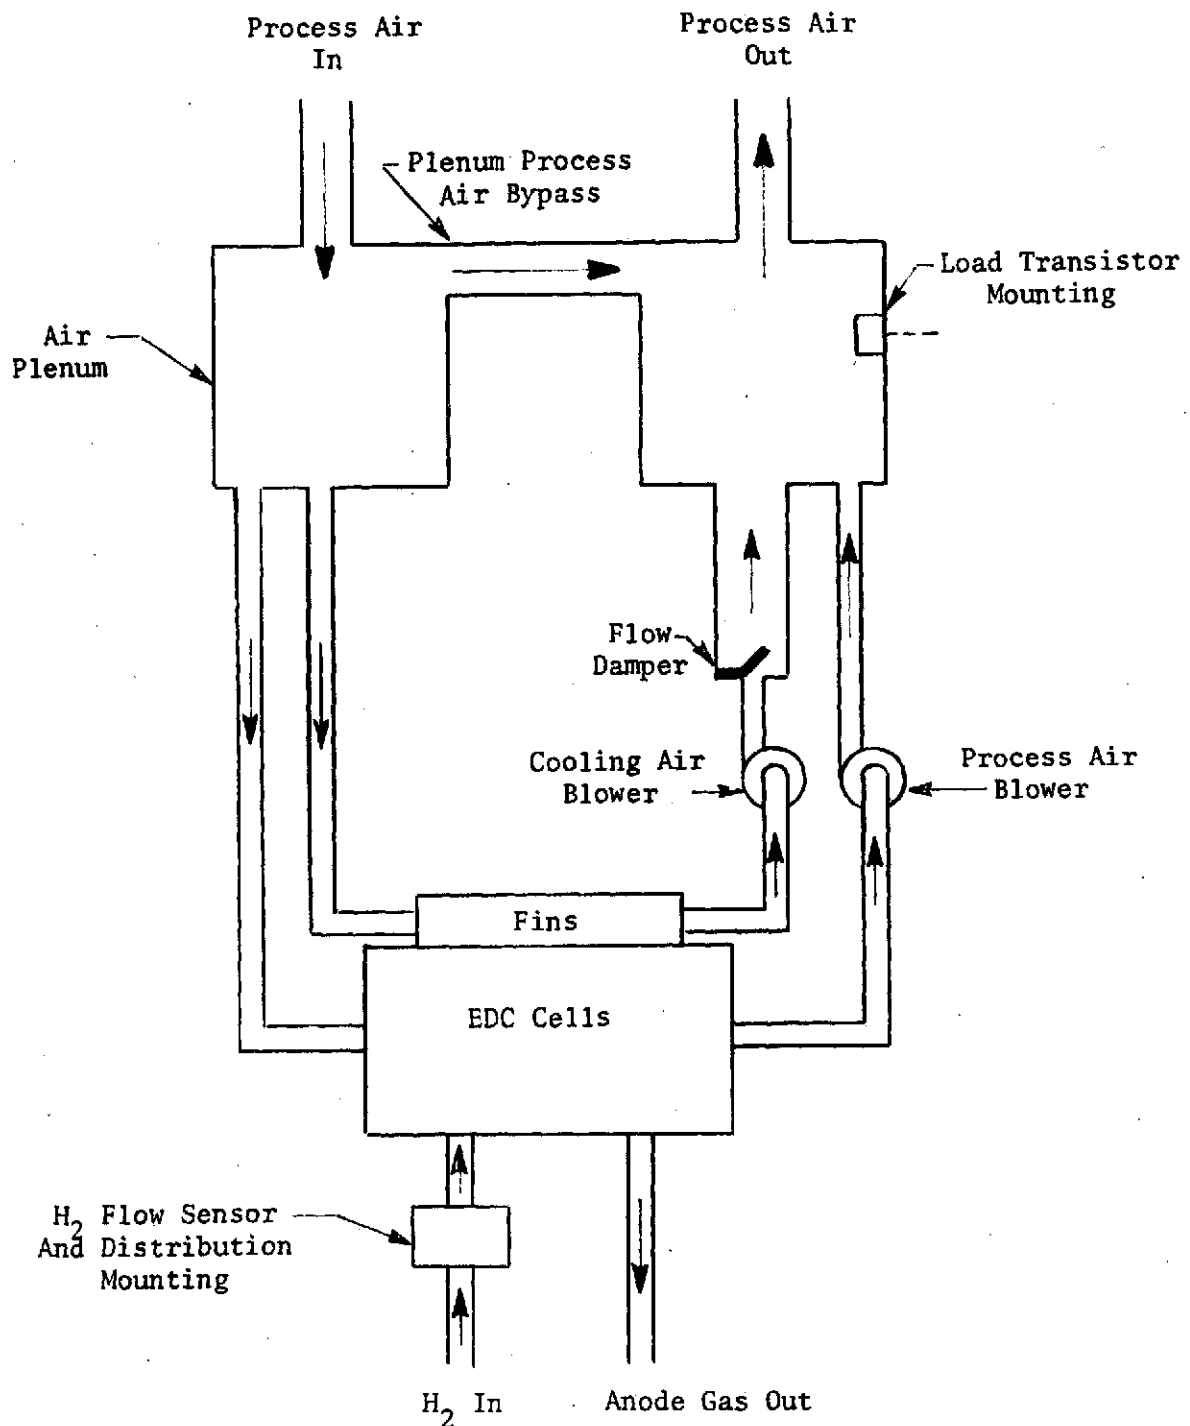 Process Air
In
Process Air
Out
Plenum Process
Air Bypass
Load Transistor
Mounting
Air
Plenum
Flow
Damper
Cooling Air
Blower
Process Air
Blower
Fins
EDC Cells
H₂ Flow Sensor
And Distribution
Mounting
H₂ In
Anode Gas Out